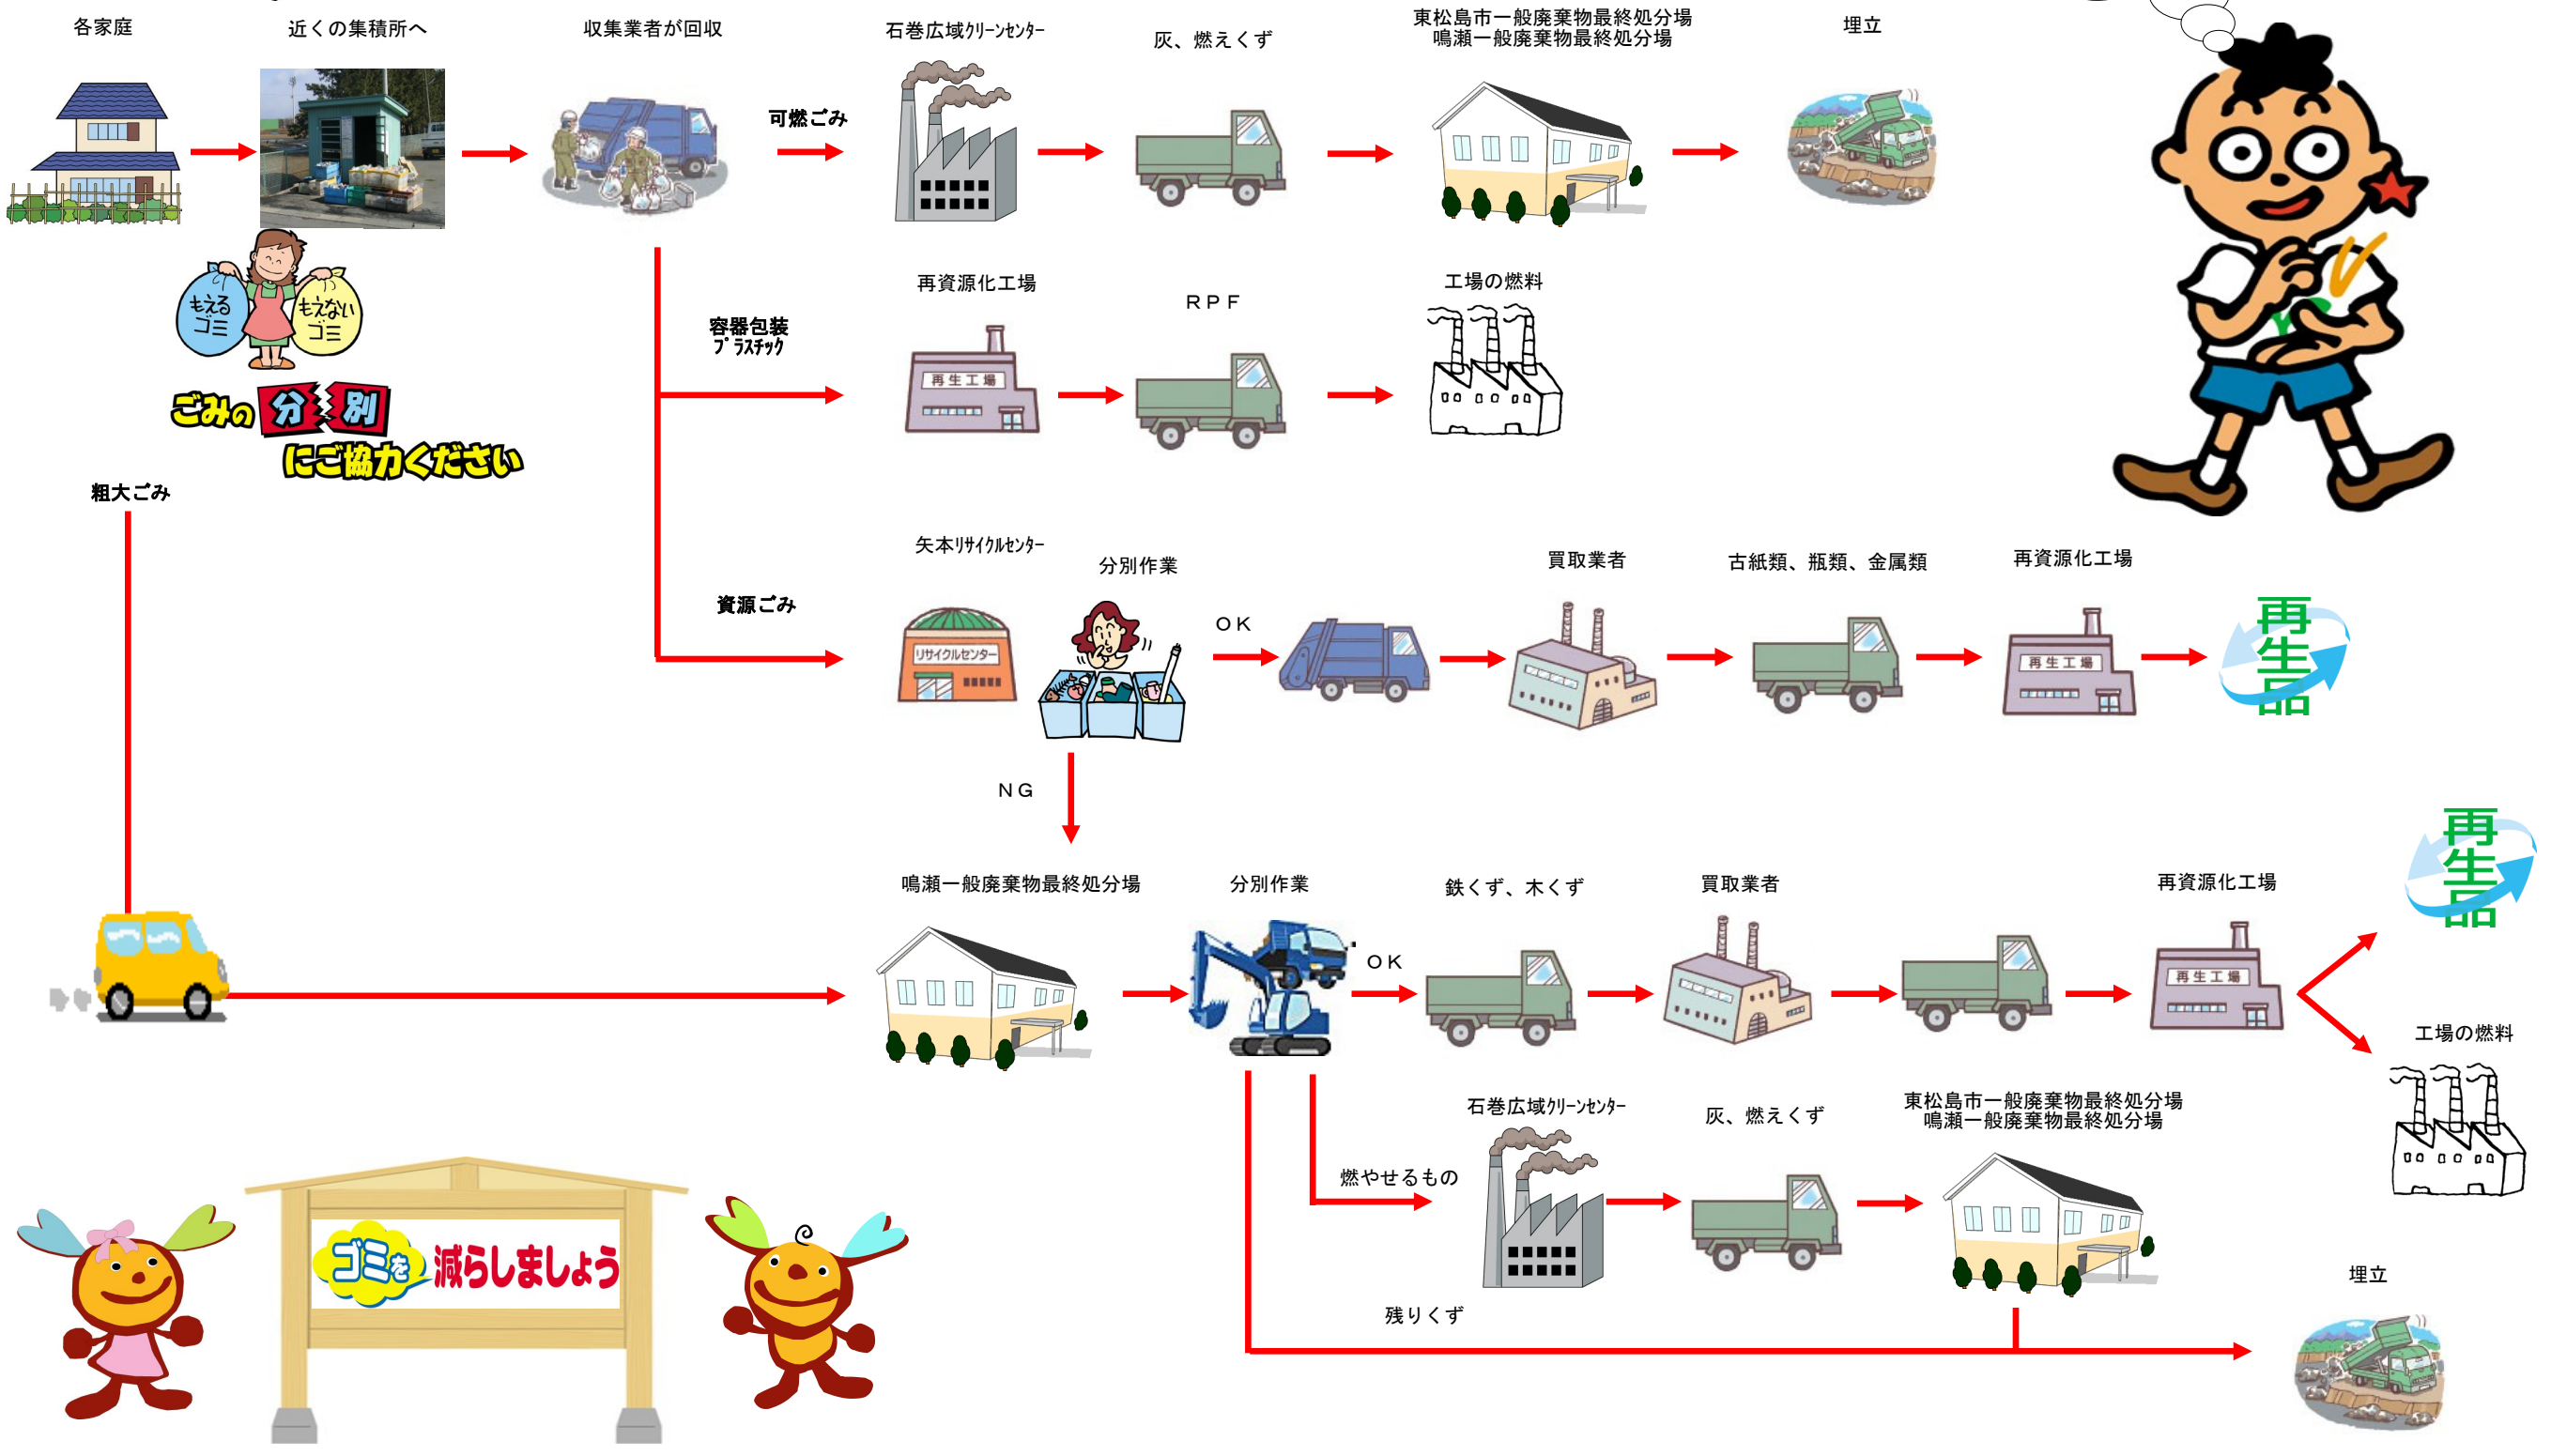 各家庭
近くの集積所へ
収集業者が回収
石巻広域ｸﾘｰﾝｾﾝﾀｰ
灰、燃えくず
東松島市一般廃棄物最終処分場
鳴瀬一般廃棄物最終処分場
埋立
可燃ごみ
もえる
ゴミ
もえない
ゴミ
ごみの分別
にご協力ください
容器包装
ﾌﾟﾗｽﾁｯｸ
再資源化工場
再生工場
ＲＰＦ
工場の燃料
粗大ごみ
資源ごみ
矢本ﾘｻｲｸﾙｾﾝﾀｰ
リサイクルセンター
分別作業
ＯＫ
買取業者
古紙類、瓶類、金属類
再資源化工場
再生工場
再生品
ＮＧ
鳴瀬一般廃棄物最終処分場
分別作業
ＯＫ
鉄くず、木くず
買取業者
再資源化工場
再生工場
再生品
工場の燃料
燃やせるもの
石巻広域ｸﾘｰﾝｾﾝﾀｰ
灰、燃えくず
東松島市一般廃棄物最終処分場
鳴瀬一般廃棄物最終処分場
残りくず
埋立
ゴミを減らしましょう